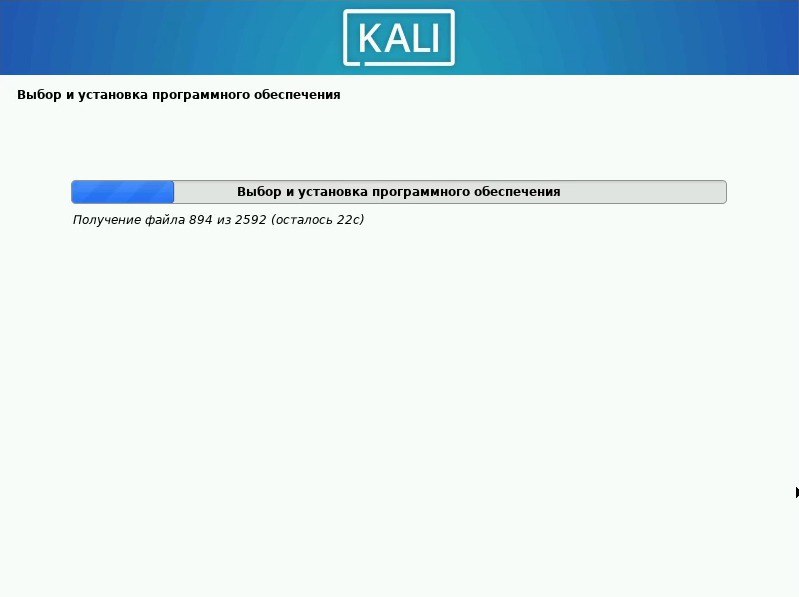 KALI
Выбор и установка программного обеспечения
Выбор и установка программного обеспечения
Получение файла 894 из 2592 (осталось 22с)